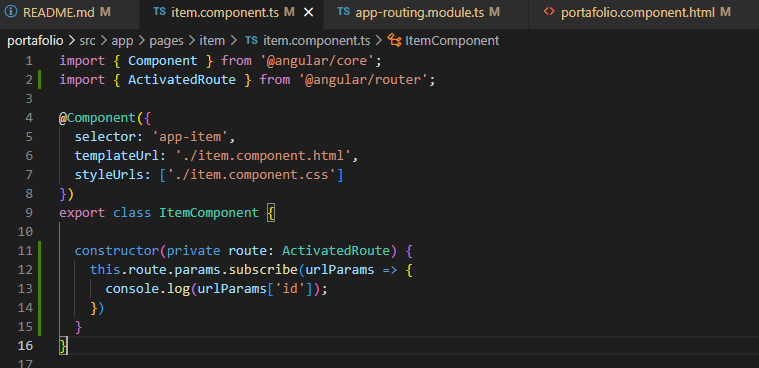 README.md M TS item.component.ts M TS app-routing.module.ts M <> portafolio.component.html M
portafolio > src > app > pages > item > TS item.component.ts > ItemComponent
1 import { Component } from '@angular/core';
2 import { ActivatedRoute } from '@angular/router';
3
4 @Component({
5 selector: 'app-item',
6 templateUrl: './item.component.html',
7 styleUrls: ['./item.component.css']
8 })
9 export class ItemComponent {
10
11 constructor(private route: ActivatedRoute) {
12 this.route.params.subscribe(urlParams => {
13 console.log(urlParams['id']);
14 })
15 }
16 }
17